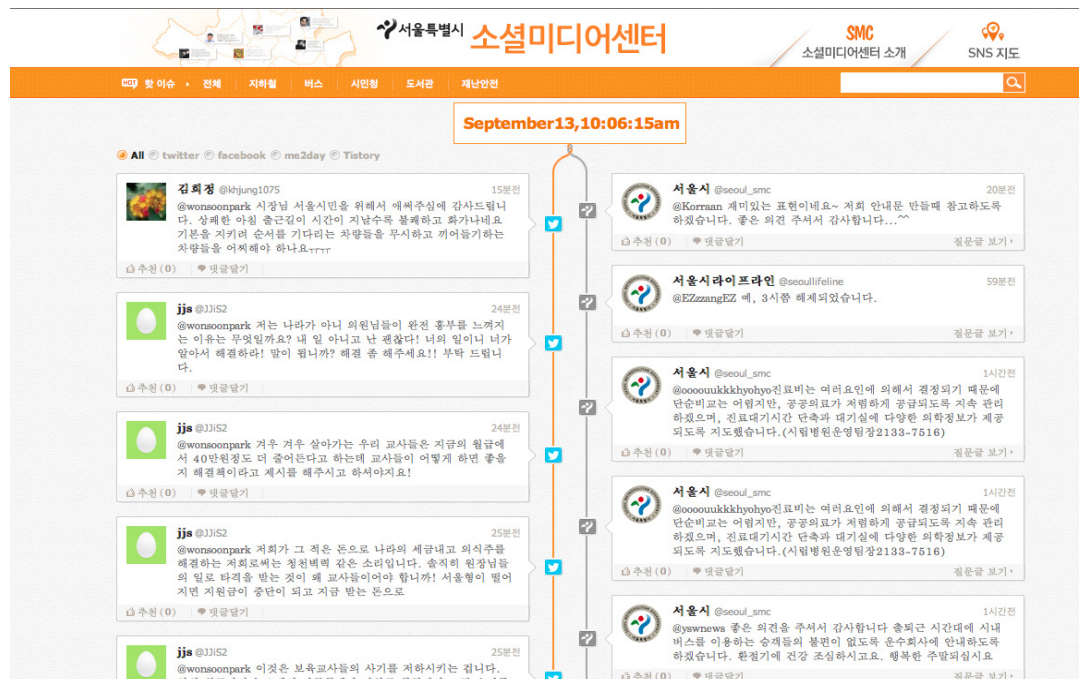 서울특별시 소셜미디어센터
SMC
소셜미디어센터 소개
SNS 지도
HOT 핫 이슈 › 전체 지하철 버스 시민청 도서관 재난안전
September13,10:06:15am
All twitter facebook me2day Tistory
김희정 @khjung1075 15분전
@wonsoonpark 시장님 서울시민을 위해서 애써주심에 감사드립니
다. 상쾌한 아침 출근길이 시간이 지날수록 불쾌하고 화가나네요
기본을 지키려 순서를 기다리는 차량들을 무시하고 끼어들기하는
차량들을 어찌해야 하나요ㅜㅜ
추천(0) 댓글달기
jjs @JJiS2 24분전
@wonsoonpark 저는 나라가 아니 의원님들이 완전 흥부를 느껴지
는 이유는 무엇일까요? 내 일 아니고 난 괜찮다! 너의 일이니 너가
알아서 해결하라! 말이 됩니까? 해결 좀 해주세요!! 부탁 드립니
다.
추천(0) 댓글달기
jjs @JJiS2 24분전
@wonsoonpark 겨우 겨우 살아가는 우리 교사들은 지금의 월급에
서 40만원정도 더 줄어든다고 하는데 교사들이 어떻게 하면 좋을
지 해결책이라고 제시를 해주시고 하셔야지요!
추천(0) 댓글달기
jjs @JJiS2 25분전
@wonsoonpark 저희가 그 적은 돈으로 나라의 세금내고 의식주를
해결하는 저희로써는 청천벽력 같은 소리입니다. 솔직히 원장님들
의 일로 타격을 받는 것이 왜 교사들이어야 합니까! 서울형이 떨어
지면 지원금이 중단이 되고 지금 받는 돈으로
추천(0) 댓글달기
jjs @JJiS2 25분전
@wonsoonpark 이것은 보육교사들의 사기를 저하시키는 겁니다.
서울시 @seoul_smc 20분전
@Korraan 재미있는 표현이네요~ 저희 안내문 만들때 참고하도록
하겠습니다. 좋은 의견 주셔서 감사합니다...^^
추천(0) 댓글달기 질문글 보기
서울시라이프라인 @seoullifeline 59분전
@EZzzangEZ 예, 3시쯤 해제되었습니다.
추천(0) 댓글달기 질문글 보기
서울시 @seoul_smc 1시간전
@oooouukkkhyohyo진료비는 여러요인에 의해서 결정되기 때문에
단순비교는 어렵지만, 공공의료가 저렴하게 공급되도록 지속 관리
하겠으며, 진료대기시간 단축과 대기실에 다양한 의학정보가 제공
되도록 지도했습니다.(시립병원운영팀장2133-7516)
추천(0) 댓글달기 질문글 보기
서울시 @seoul_smc 1시간전
@oooouukkkhyohyo진료비는 여러요인에 의해서 결정되기 때문에
단순비교는 어렵지만, 공공의료가 저렴하게 공급되도록 지속 관리
하겠으며, 진료대기시간 단축과 대기실에 다양한 의학정보가 제공
되도록 지도했습니다.(시립병원운영팀장2133-7516)
추천(0) 댓글달기 질문글 보기
서울시 @seoul_smc 1시간전
@yswnews 좋은 의견을 주셔서 감사합니다 출퇴근 시간대에 시내
버스를 이용하는 승객들의 불편이 없도록 운수회사에 안내하도록
하겠습니다. 환절기에 건강 조심하시고요. 행복한 주말되십시요
추천(0) 댓글달기 질문글 보기